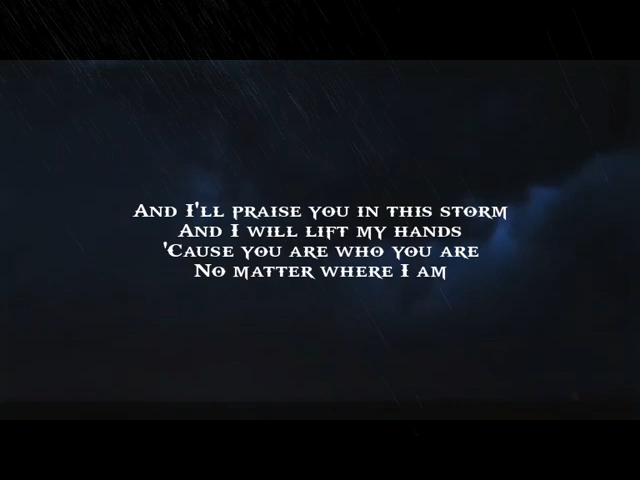 And I'll praise you in this storm
And I will lift my hands
'Cause you are who you are
No matter where I am